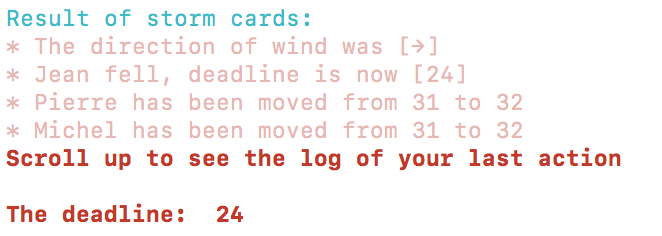 Result of storm cards:
* The direction of wind was [→]
* Jean fell, deadline is now [24]
* Pierre has been moved from 31 to 32
* Michel has been moved from 31 to 32
Scroll up to see the log of your last action
The deadline:  24